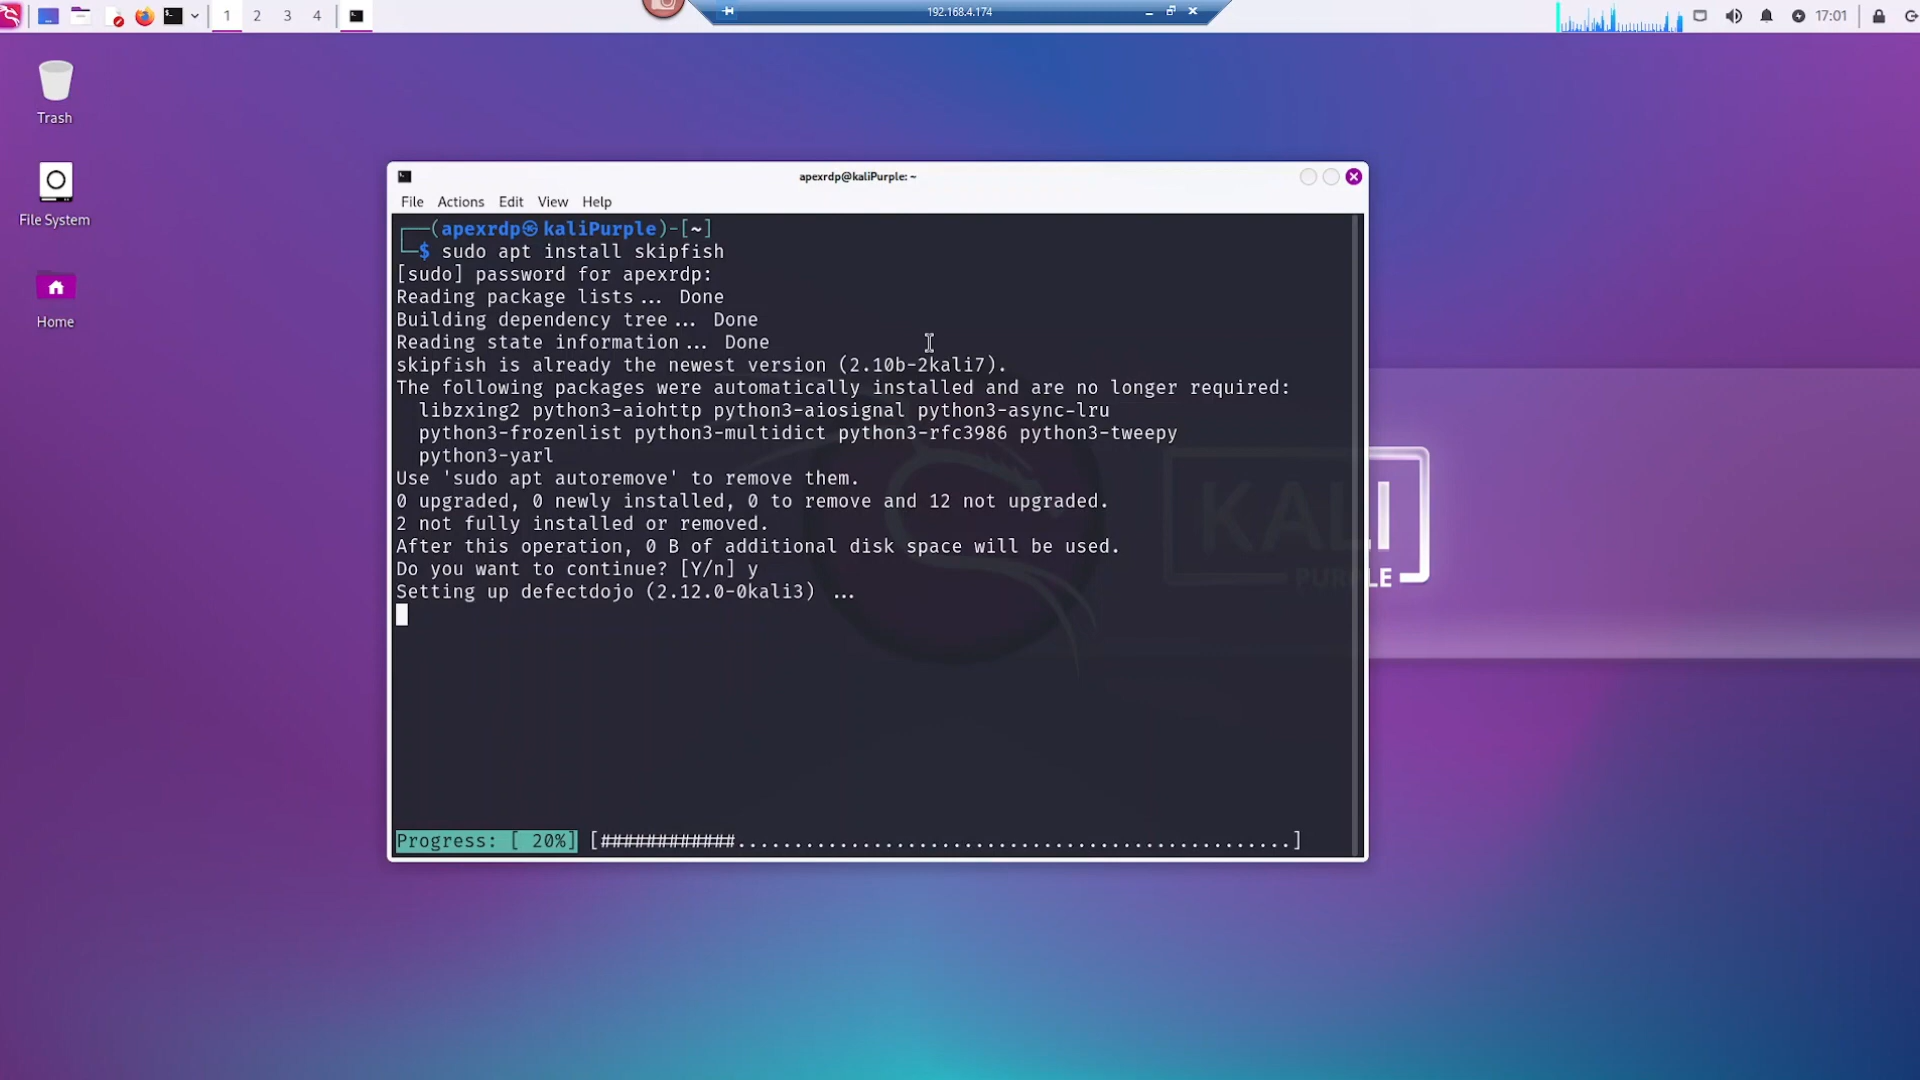 1 2 3 4
192.168.4.174
17:01
Trash
File System
Home
apexrdp@kaliPurple: ~
File Actions Edit View Help
┌──(apexrdp㉿kaliPurple)-[~]
└─$ sudo apt install skipfish
[sudo] password for apexrdp:
Reading package lists... Done
Building dependency tree... Done
Reading state information... Done
skipfish is already the newest version (2.10b-2kali7).
The following packages were automatically installed and are no longer required:
libzxing2 python3-aiohttp python3-aiosignal python3-async-lru
python3-frozenlist python3-multidict python3-rfc3986 python3-tweepy
python3-yarl
Use 'sudo apt autoremove' to remove them.
0 upgraded, 0 newly installed, 0 to remove and 12 not upgraded.
2 not fully installed or removed.
After this operation, 0 B of additional disk space will be used.
Do you want to continue? [Y/n] y
Setting up defectdojo (2.12.0-0kali3) ...
Progress: [ 20%] [############.................................................]
KALI
PURPLE